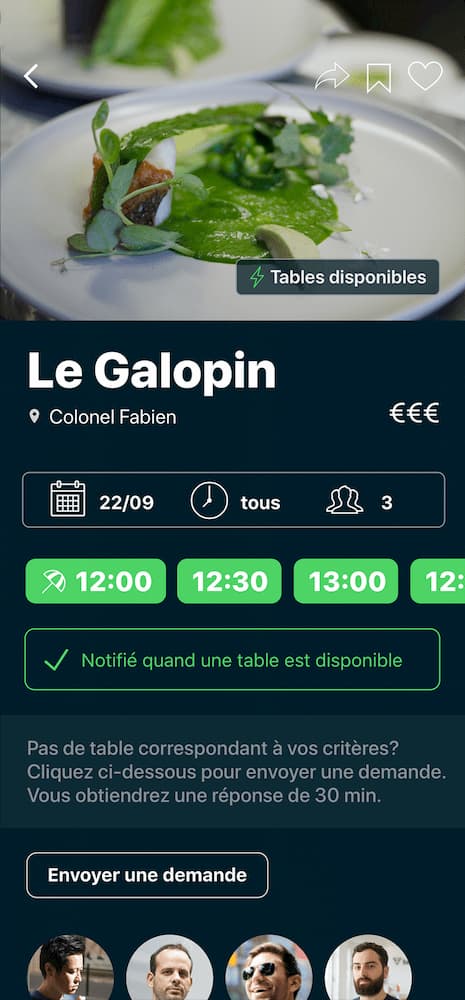 Tables disponibles
Le Galopin
Colonel Fabien
€€€
22/09 tous 3
12:00 12:30 13:00 12:
Notifié quand une table est disponible
Pas de table correspondant à vos critères?
Cliquez ci-dessous pour envoyer une demande.
Vous obtiendrez une réponse de 30 min.
Envoyer une demande